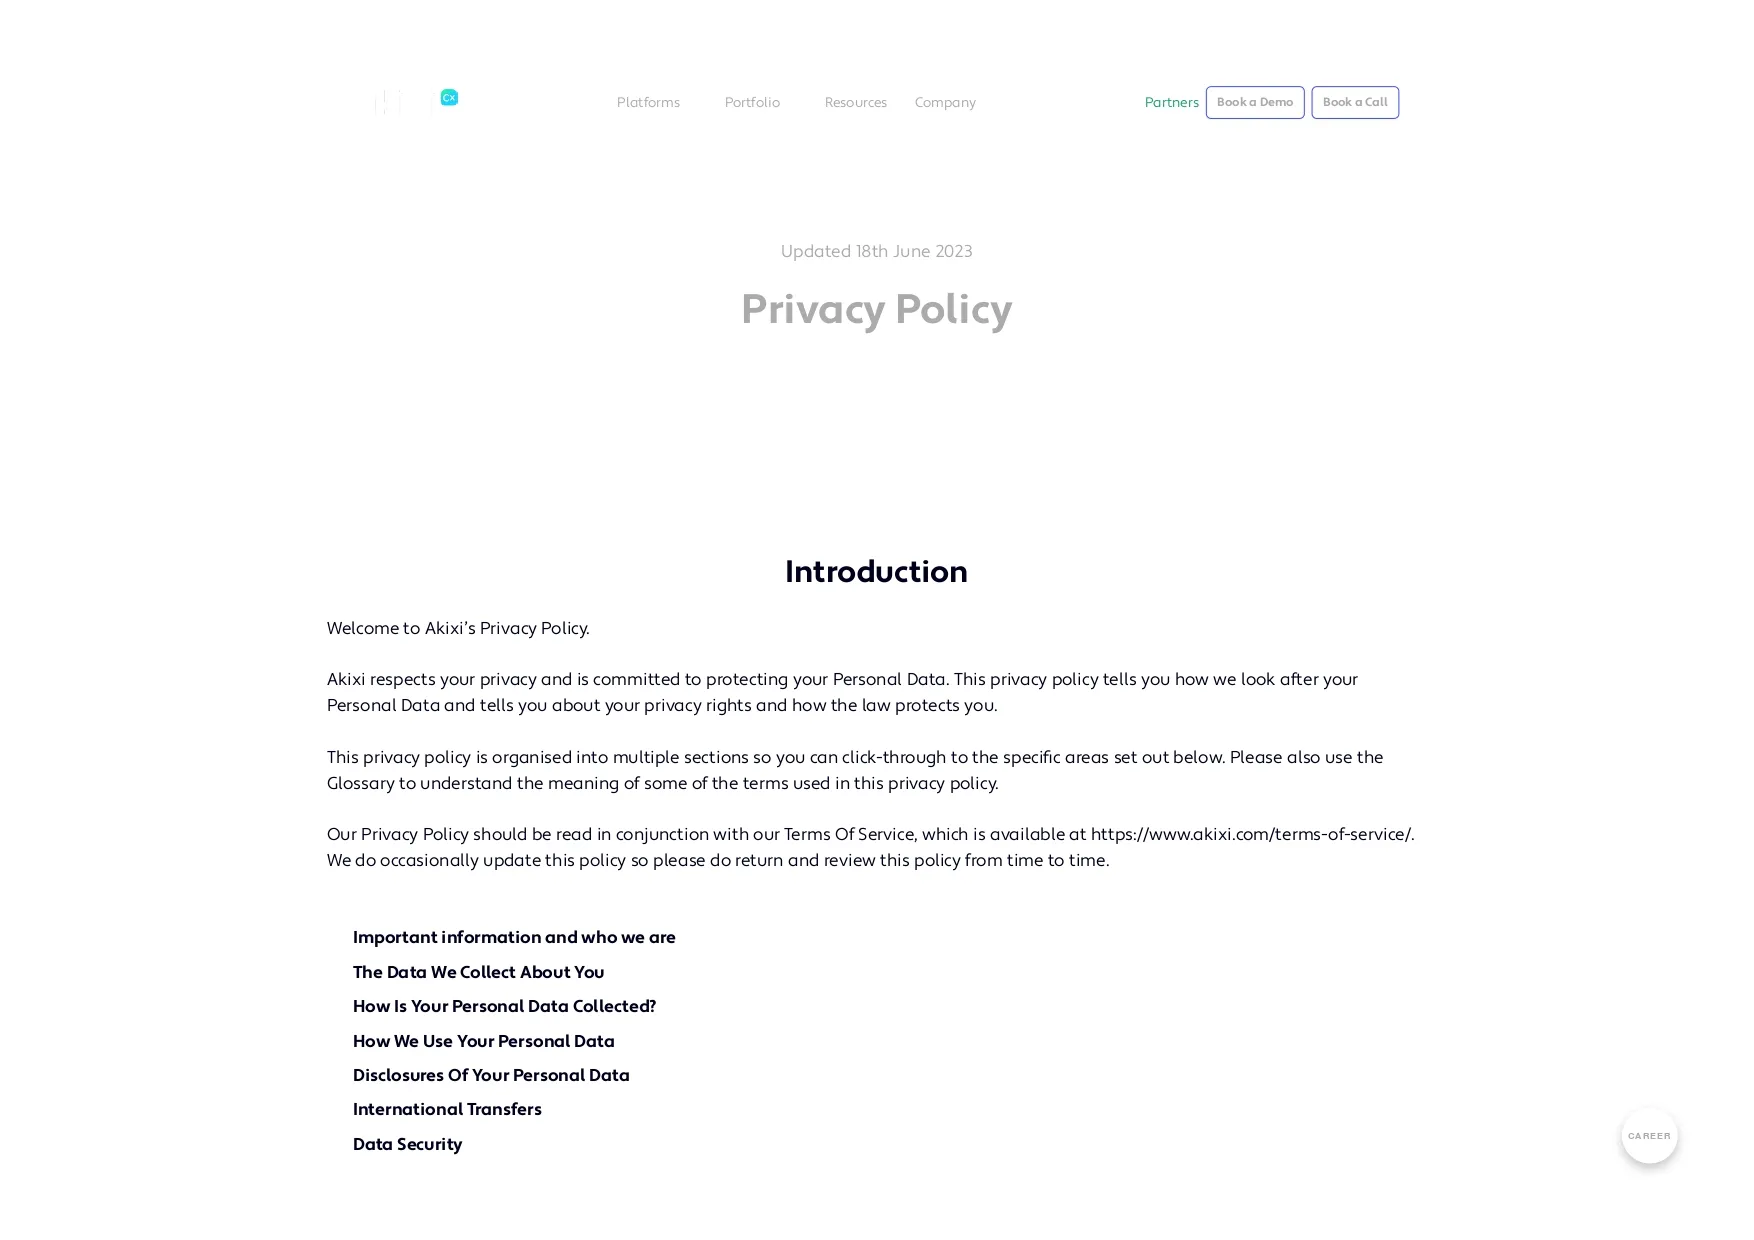 Cx
Platforms
Portfolio
Resources
Company
Partners
Book a Demo
Book a Call
Updated 18th June 2023
Privacy Policy
Introduction
Welcome to Akixi’s Privacy Policy.
Akixi respects your privacy and is committed to protecting your Personal Data. This privacy policy tells you how we look after your
Personal Data and tells you about your privacy rights and how the law protects you.
This privacy policy is organised into multiple sections so you can click-through to the specific areas set out below. Please also use the
Glossary to understand the meaning of some of the terms used in this privacy policy.
Our Privacy Policy should be read in conjunction with our Terms Of Service, which is available at https://www.akixi.com/terms-of-service/.
We do occasionally update this policy so please do return and review this policy from time to time.
Important information and who we are
The Data We Collect About You
How Is Your Personal Data Collected?
How We Use Your Personal Data
Disclosures Of Your Personal Data
International Transfers
Data Security
CAREER